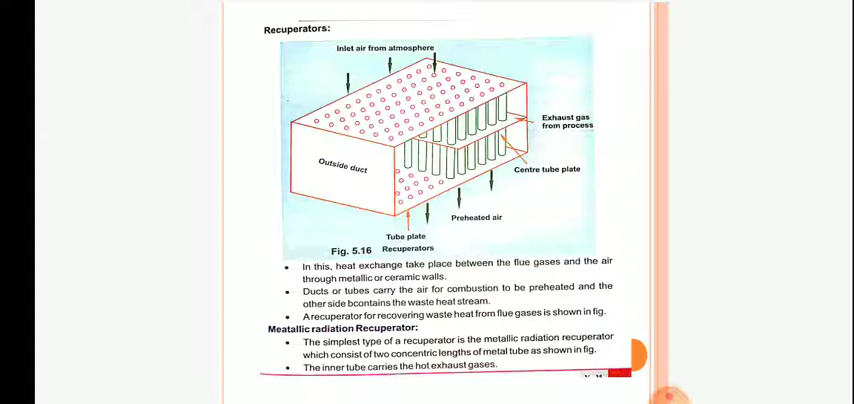 Recuperators:
Inlet air from atmosphere
Exhaust gas
from process
Outside duct
Centre tube plate
Preheated air
Tube plate
Fig. 5.16 Recuperators
• In this, heat exchange take place between the flue gases and the air
through metallic or ceramic walls.
• Ducts or tubes carry the air for combustion to be preheated and the
other side bcontains the waste heat stream.
• A recuperator for recovering waste heat from flue gases is shown in fig.
Meatallic radiation Recuperator:
• The simplest type of a recuperator is the metallic radiation recuperator
which consist of two concentric lengths of metal tube as shown in fig.
• The inner tube carries the hot exhaust gases.